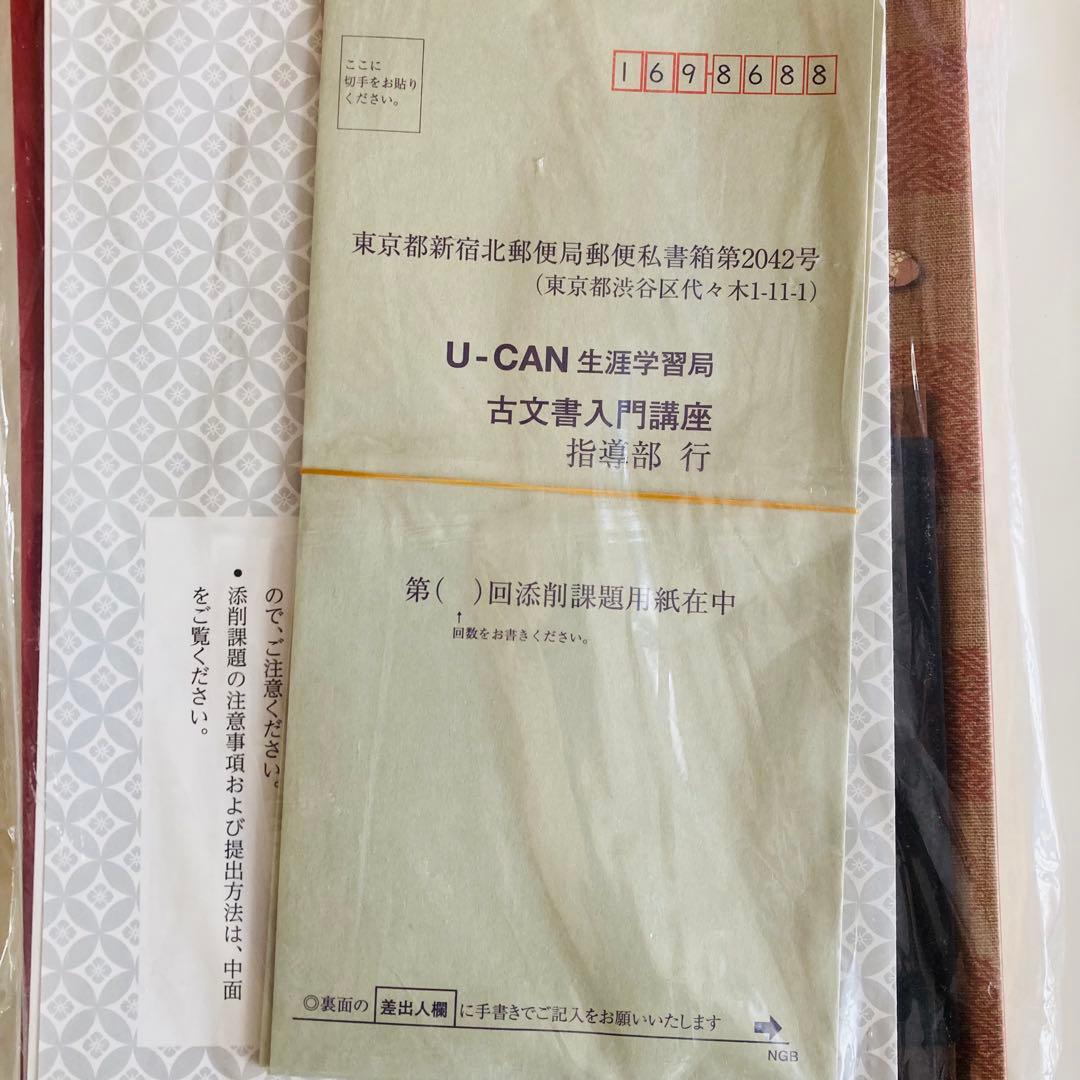 ここに
切手をお貼り
ください。
169-8688
東京都新宿北郵便局郵便私書箱第2042号
（東京都渋谷区代々木1-11-1）
U-CAN 生涯学習局
古文書入門講座
指導部 行
第( )回添削課題用紙在中
↑
回数をお書きください。
◎裏面の 差出人欄 に手書きでご記入をお願いいたします
NGB
ので、ご注意ください。
• 添削課題の注意事項および提出方法は、中面
をご覧ください。